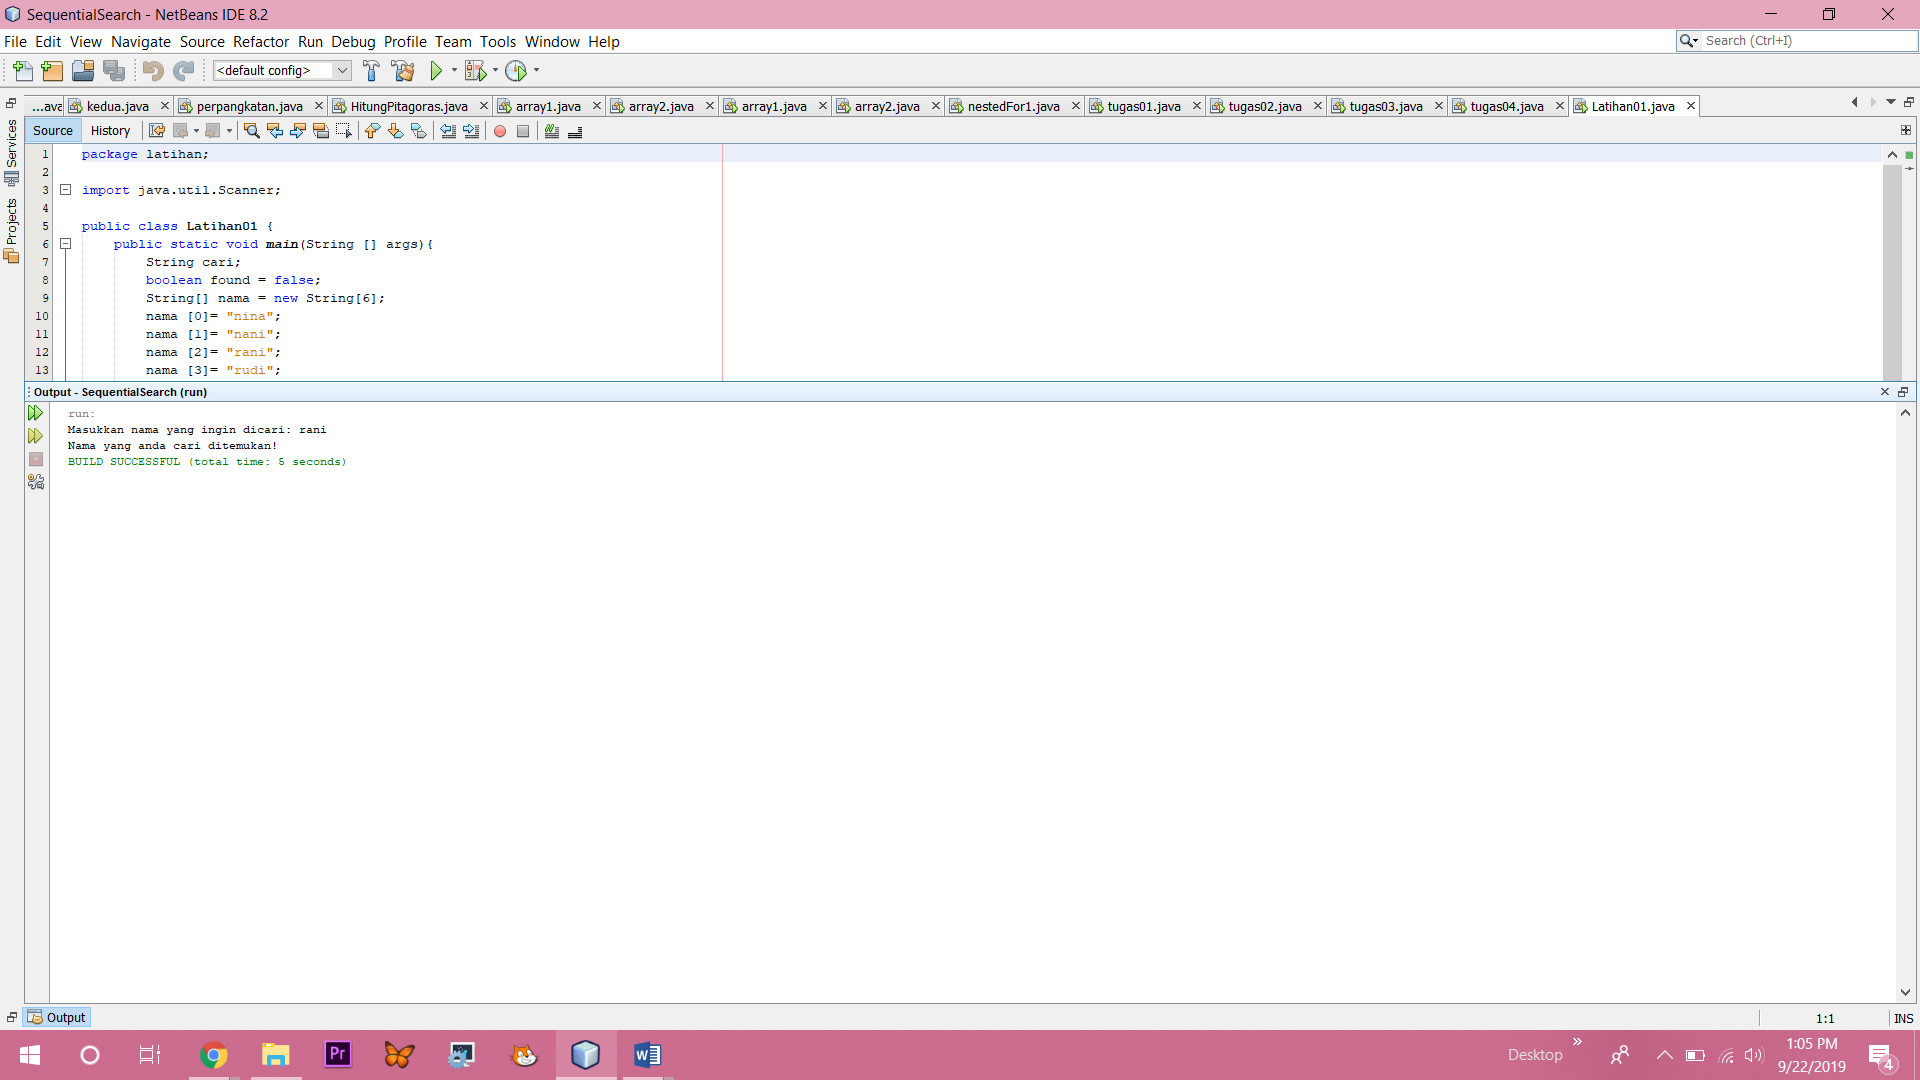 SequentialSearch - NetBeans IDE 8.2
File Edit View Navigate Source Refactor Run Debug Profile Team Tools Window Help
Search (Ctrl+I)
<default config>
...ava kedua.java perpangkatan.java HitungPitagoras.java array1.java array2.java array1.java array2.java nestedFor1.java tugas01.java tugas02.java tugas03.java tugas04.java Latihan01.java
Source History
Services
Projects
1 package latihan;
2
3 import java.util.Scanner;
4
5 public class Latihan01 {
6 public static void main(String [] args){
7 String cari;
8 boolean found = false;
9 String[] nama = new String[6];
10 nama [0]= "nina";
11 nama [1]= "nani";
12 nama [2]= "rani";
13 nama [3]= "rudi";
Output - SequentialSearch (run)
run:
Masukkan nama yang ingin dicari: rani
Nama yang anda cari ditemukan!
BUILD SUCCESSFUL (total time: 5 seconds)
Output
1:1 INS
Pr
W
Desktop
1:05 PM
9/22/2019
4